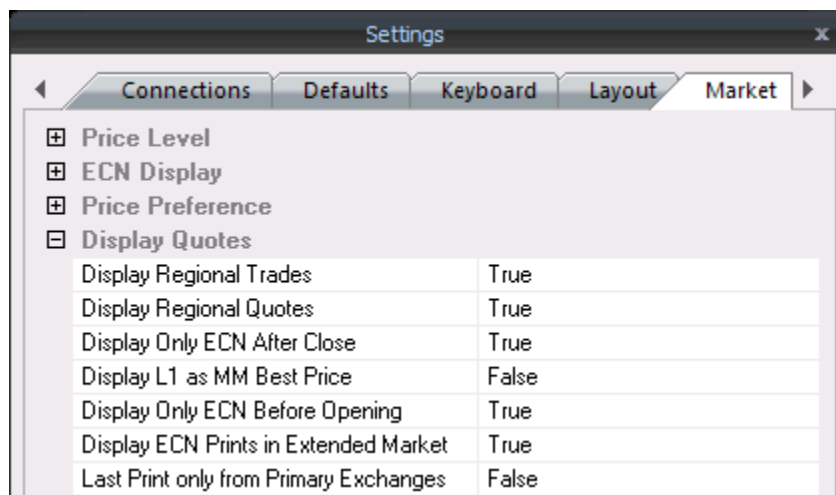 Settings
Connections Defaults Keyboard Layout Market
Price Level
ECN Display
Price Preference
Display Quotes
Display Regional Trades True
Display Regional Quotes True
Display Only ECN After Close True
Display L1 as MM Best Price False
Display Only ECN Before Opening True
Display ECN Prints in Extended Market True
Last Print only from Primary Exchanges False